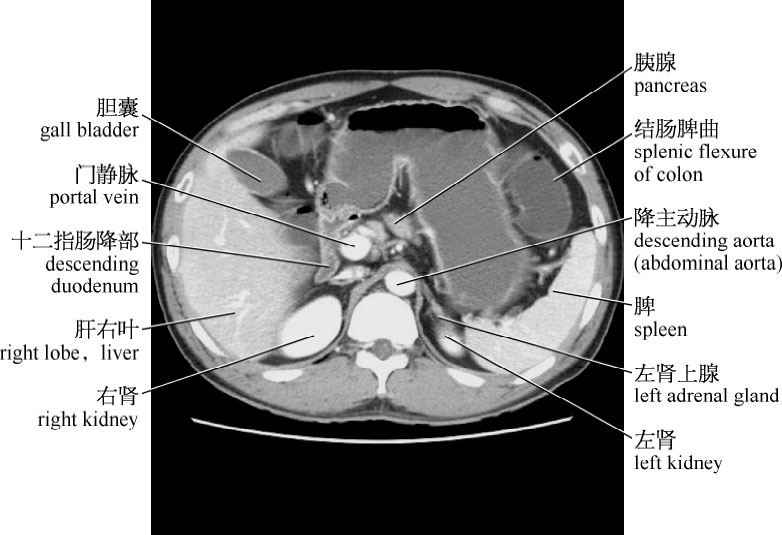 胆囊
gall bladder
门静脉
portal vein
十二指肠降部
descending
duodenum
肝右叶
right lobe，liver
右肾
right kidney
胰腺
pancreas
结肠脾曲
splenic flexure
of colon
降主动脉
descending aorta
(abdominal aorta)
脾
spleen
左肾上腺
left adrenal gland
左肾
left kidney